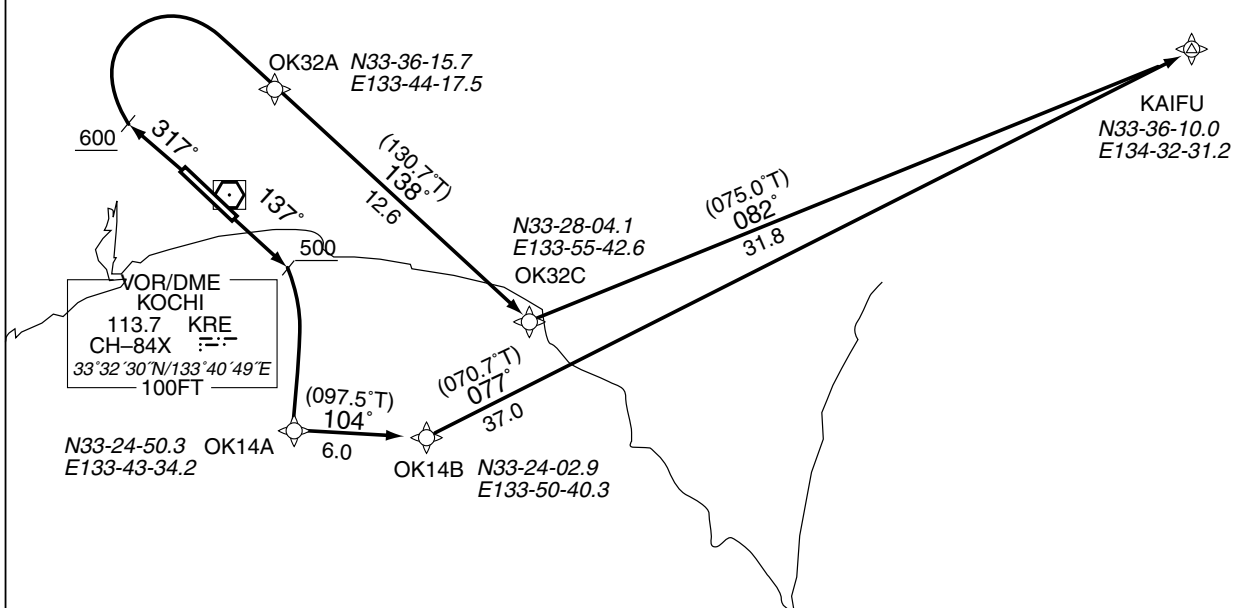 OK32A N33-36-15.7
E133-44-17.5
KAIFU
N33-36-10.0
E134-32-31.2
600
317°
(130.7°T)
138°
12.6
137°
(075.0°T)
082°
31.8
N33-28-04.1
E133-55-42.6
OK32C
500
VOR/DME
KOCHI
113.7 KRE
CH–84X
33°32′30″N/133°40′49″E
100FT
(070.7°T)
077°
37.0
(097.5°T)
104°
6.0
N33-24-50.3 OK14A
E133-43-34.2
OK14B N33-24-02.9
E133-50-40.3